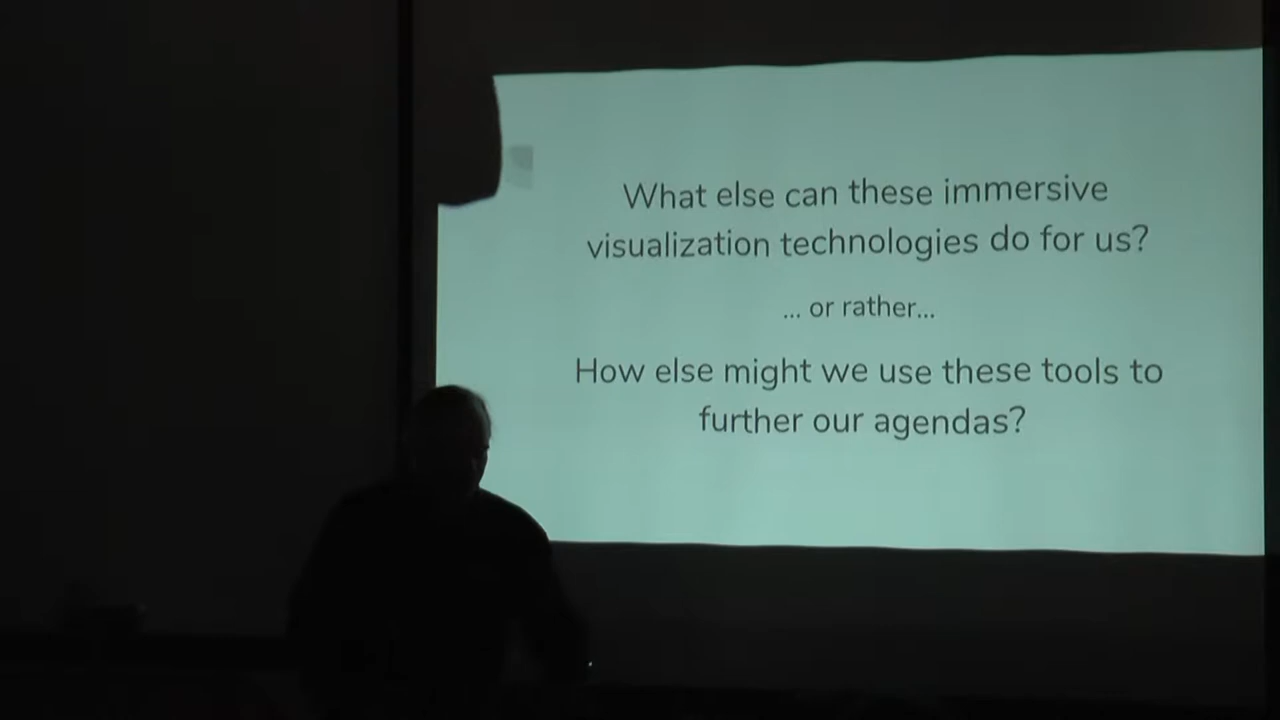 What else can these immersive
visualization technologies do for us?
... or rather...
How else might we use these tools to
further our agendas?